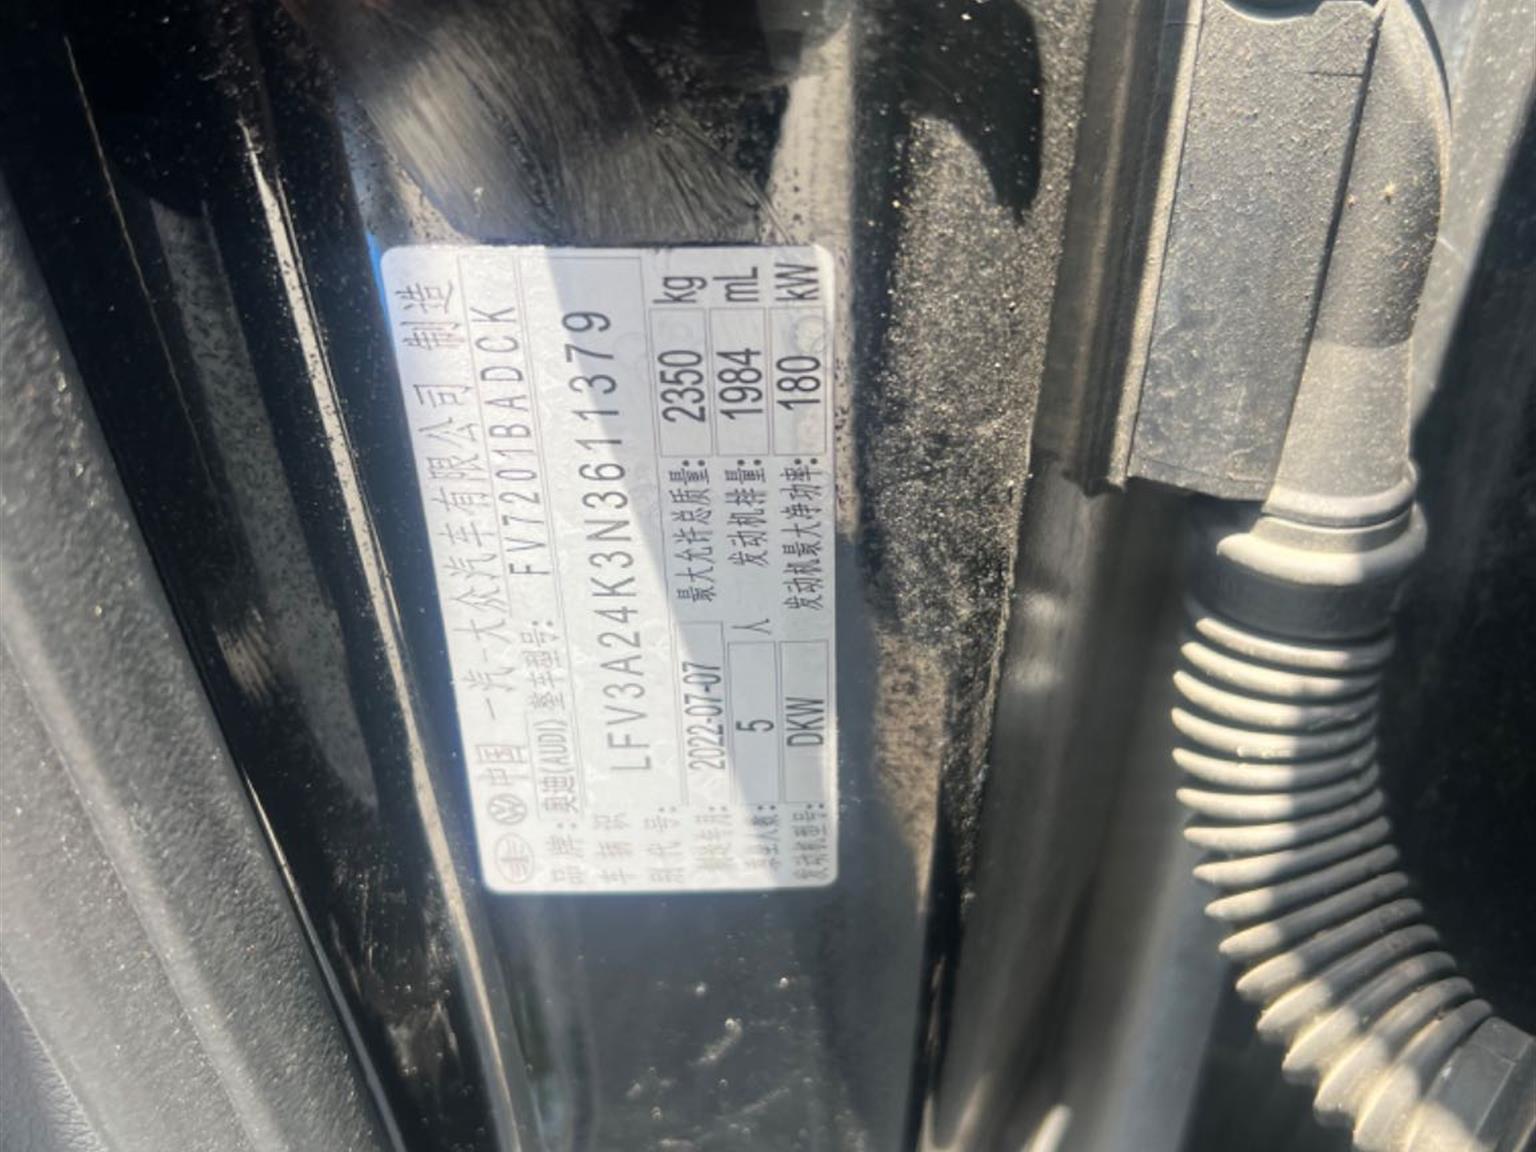 中国 一汽-大众汽车有限公司 制造
品牌：奥迪(AUDI) 整车型号： FV7201BADCK
车辆识别代号： LFV3A24K3N3611379
制造年月： 2022-07-07 最大允许总质量： 2350 kg
乘坐人数： 5 人 发动机排量： 1984 mL
发动机型号： DKW 发动机最大净功率： 180 kW